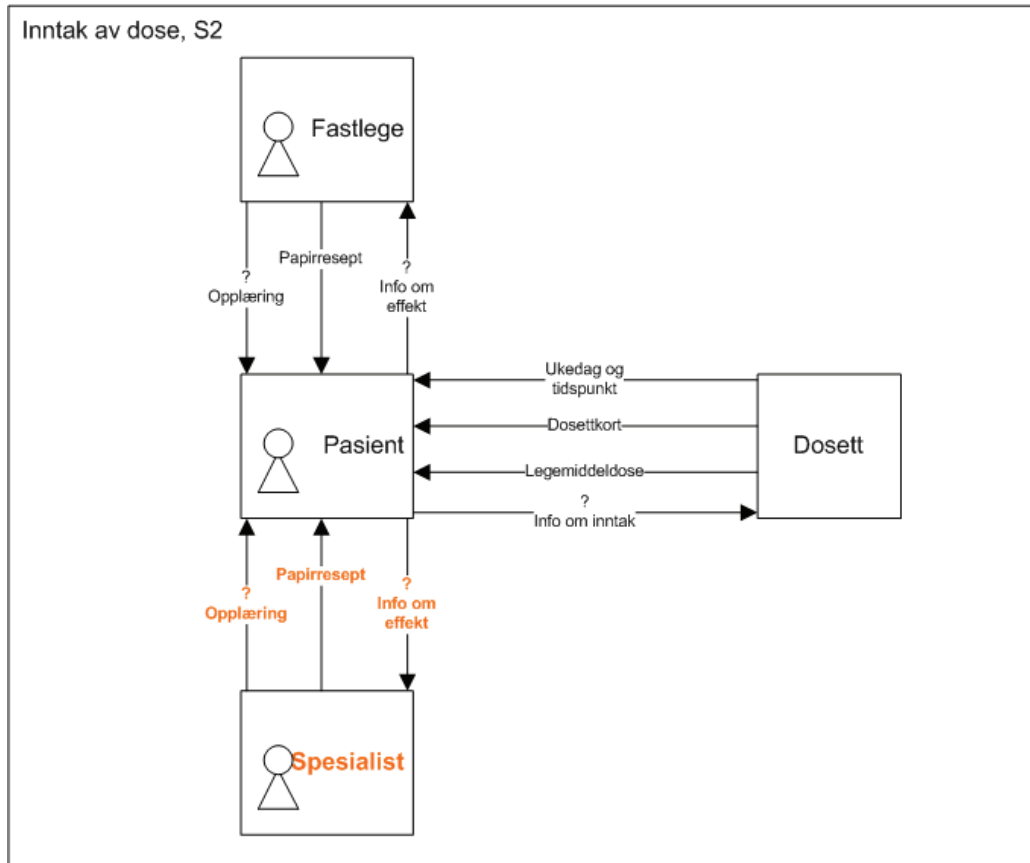 Inntak av dose, S2
Fastlege
Papirresept
?
Opplæring
?
Info om
effekt
Ukedag og
tidspunkt
Pasient
Dosettkort
Dosett
Legemiddeldose
?
Info om inntak
Papirresept
?
Opplæring
?
Info om
effekt
Spesialist